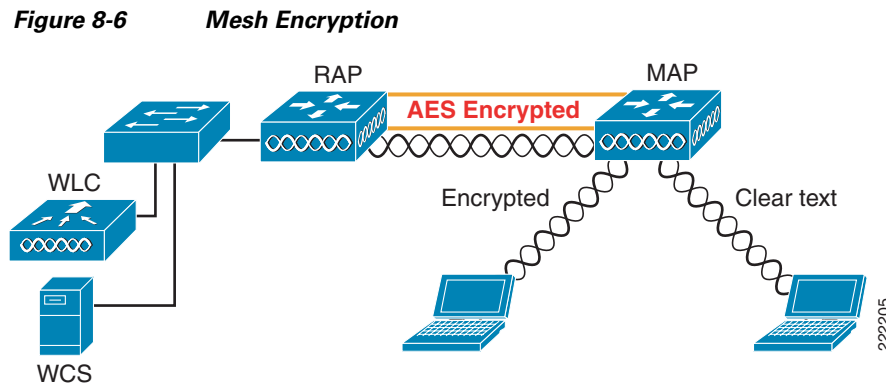 Figure 8-6 Mesh Encryption
RAP
MAP
AES Encrypted
WLC
Encrypted
Clear text
WCS
222205